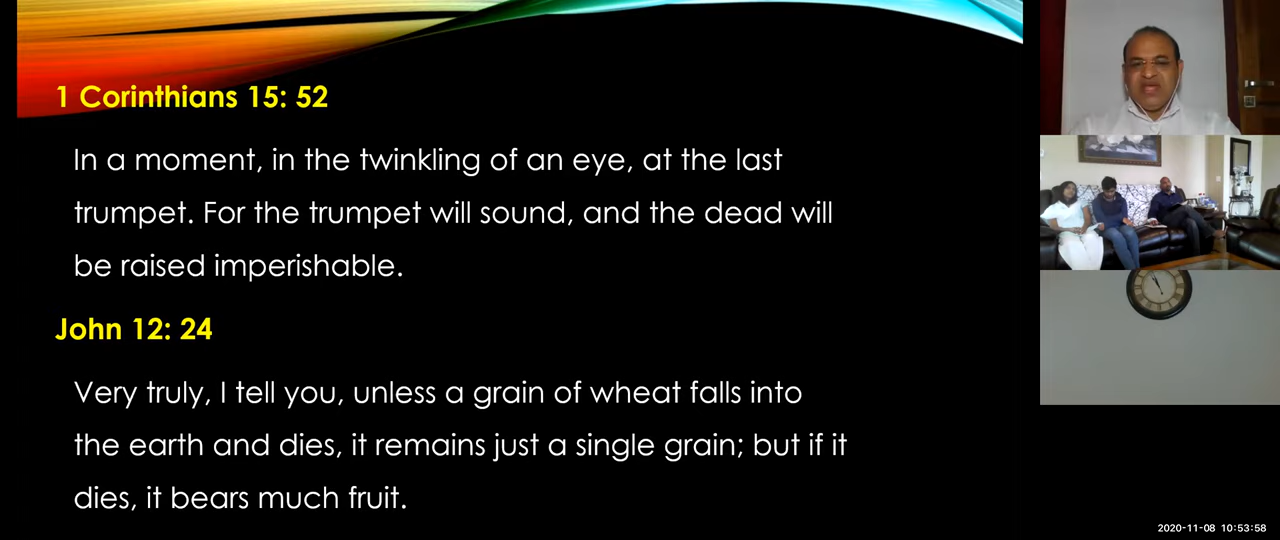 1 Corinthians 15: 52
In a moment, in the twinkling of an eye, at the last
trumpet. For the trumpet will sound, and the dead will
be raised imperishable.
John 12: 24
Very truly, I tell you, unless a grain of wheat falls into
the earth and dies, it remains just a single grain; but if it
dies, it bears much fruit.
2020-11-08 10:53:58